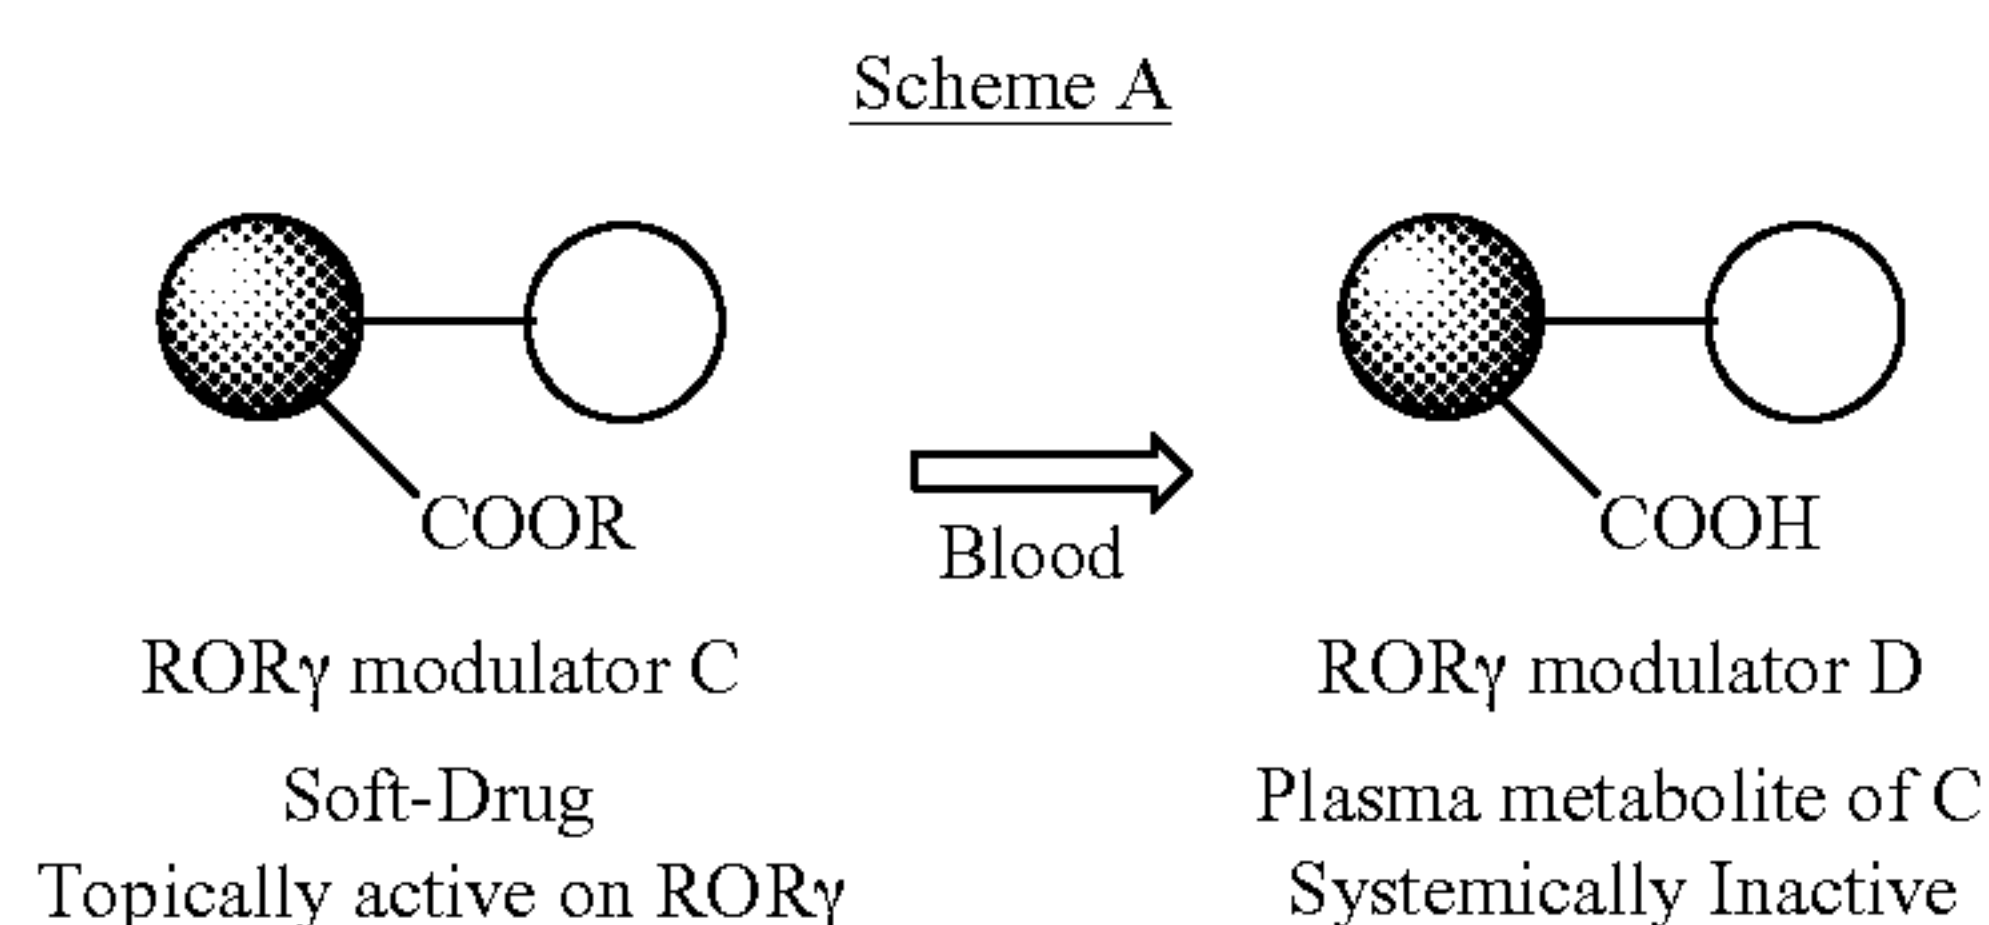 Scheme A
COOR
Blood
COOH
RORγ modulator C
RORγ modulator D
Soft-Drug
Plasma metabolite of C
Topically active on RORγ
Systemically Inactive